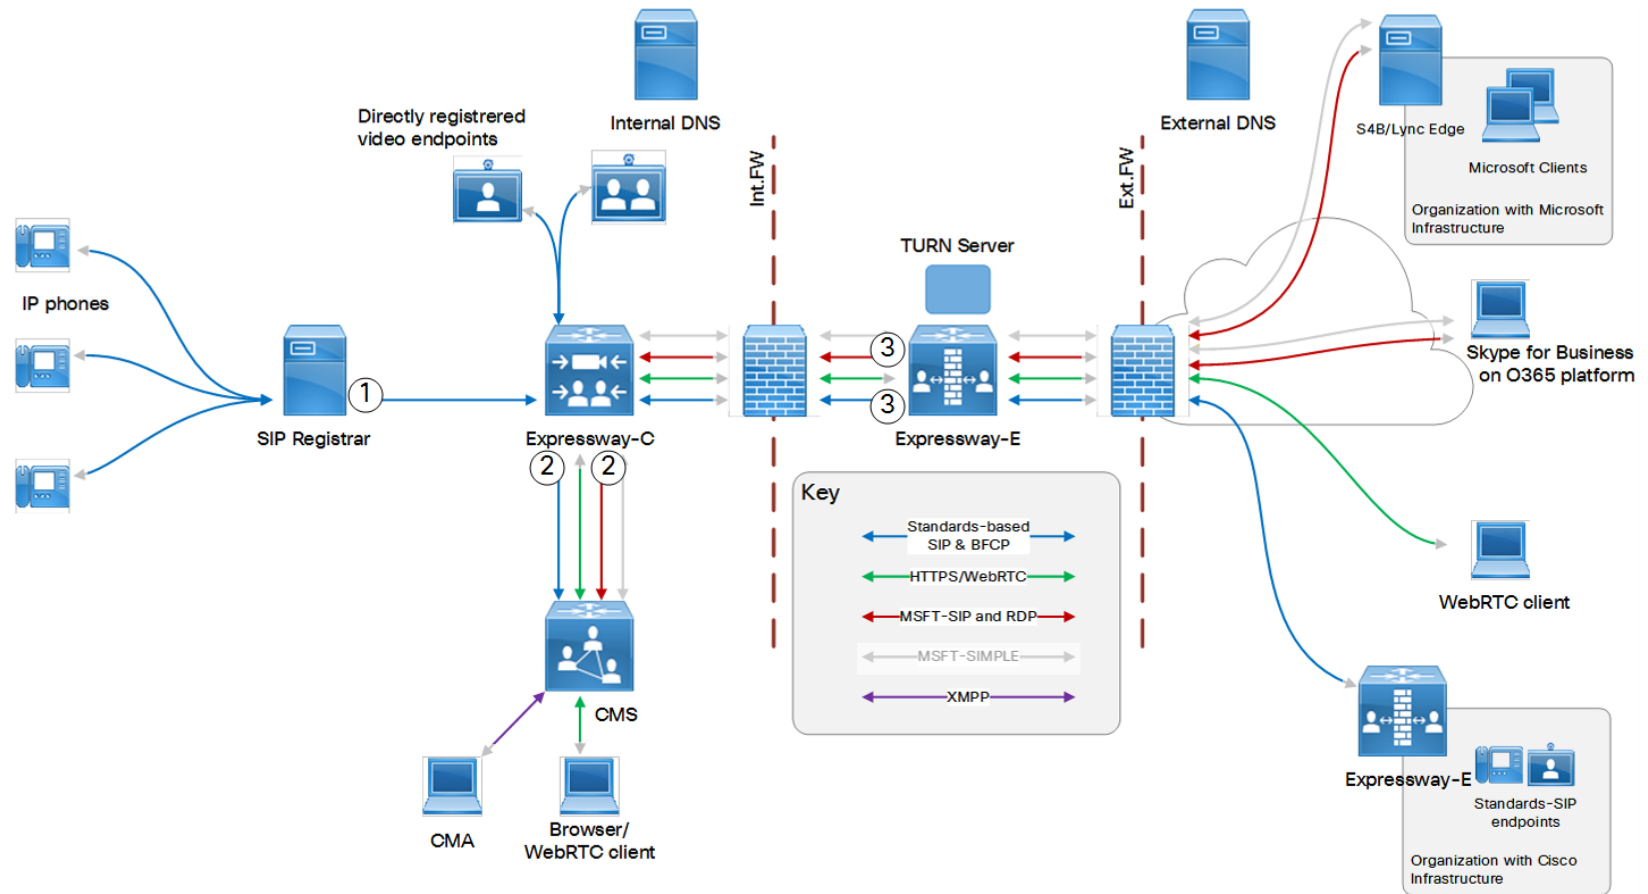 Directly registrered
video endpoints
Internal DNS
External DNS
S4B/Lync Edge
Microsoft Clients
Organization with Microsoft
Infrastructure
Int.FW
Ext.FW
TURN Server
IP phones
SIP Registrar
1
Expressway-C
3
3
Expressway-E
Skype for Business
on O365 platform
2
2
Key
Standards-based
SIP & BFCP
HTTPS/WebRTC
MSFT-SIP and RDP
MSFT-SIMPLE
XMPP
WebRTC client
CMS
CMA
Browser/
WebRTC client
Expressway-E
Standards-SIP
endpoints
Organization with Cisco
Infrastructure